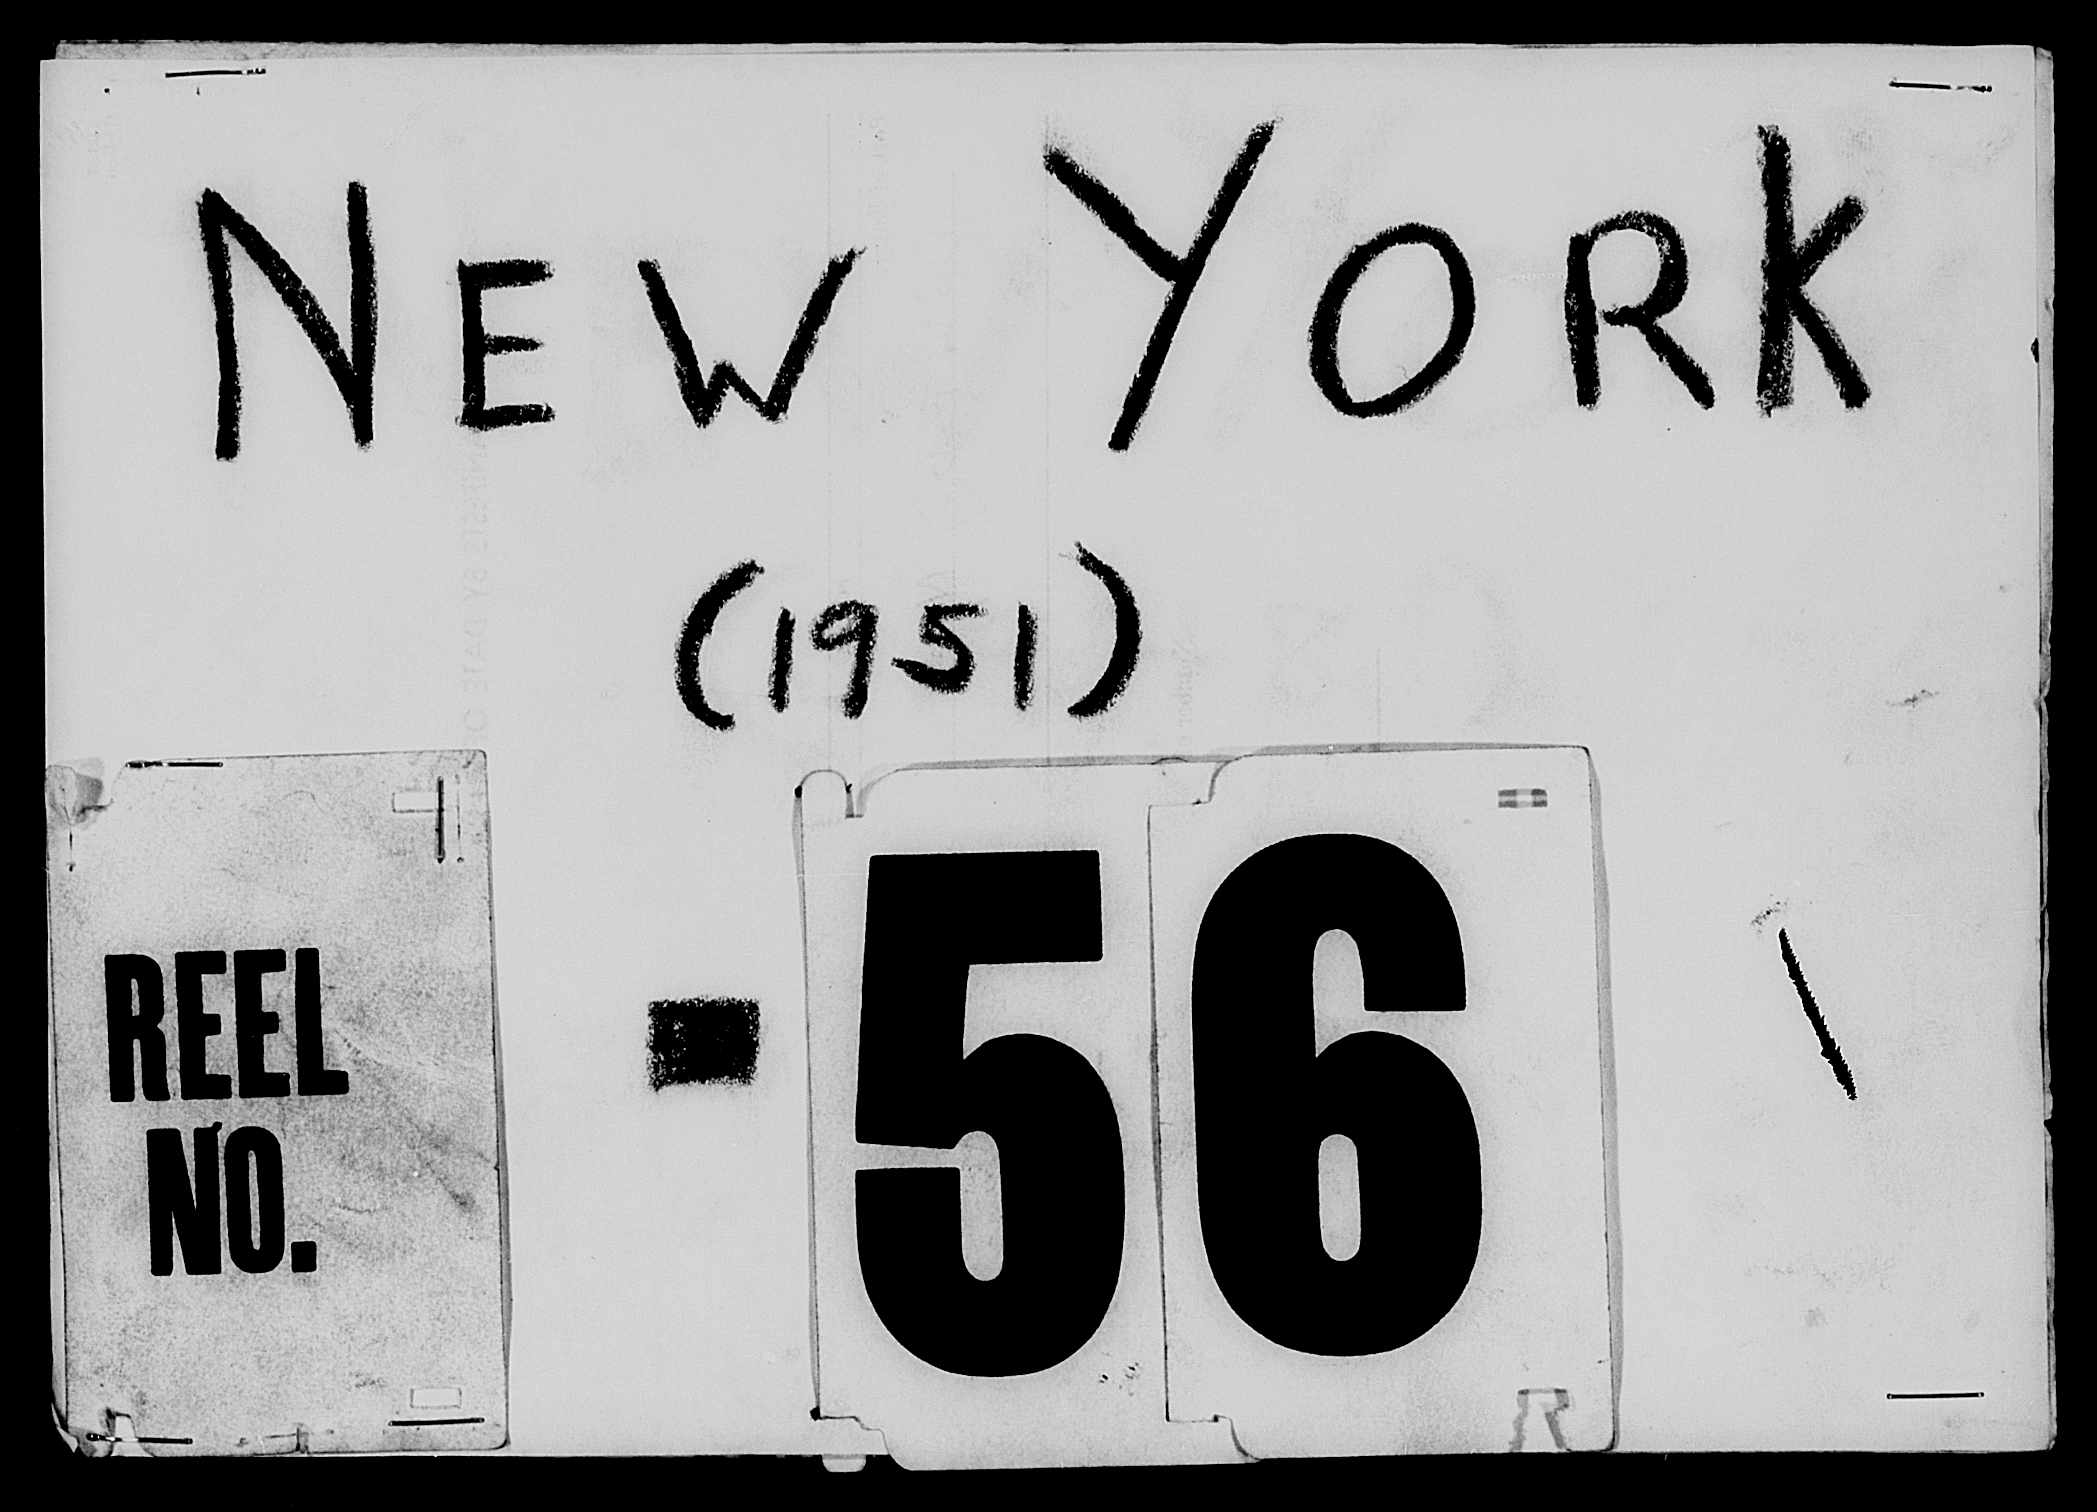 NEW YORK
(1951)
REEL
NO.
- 56